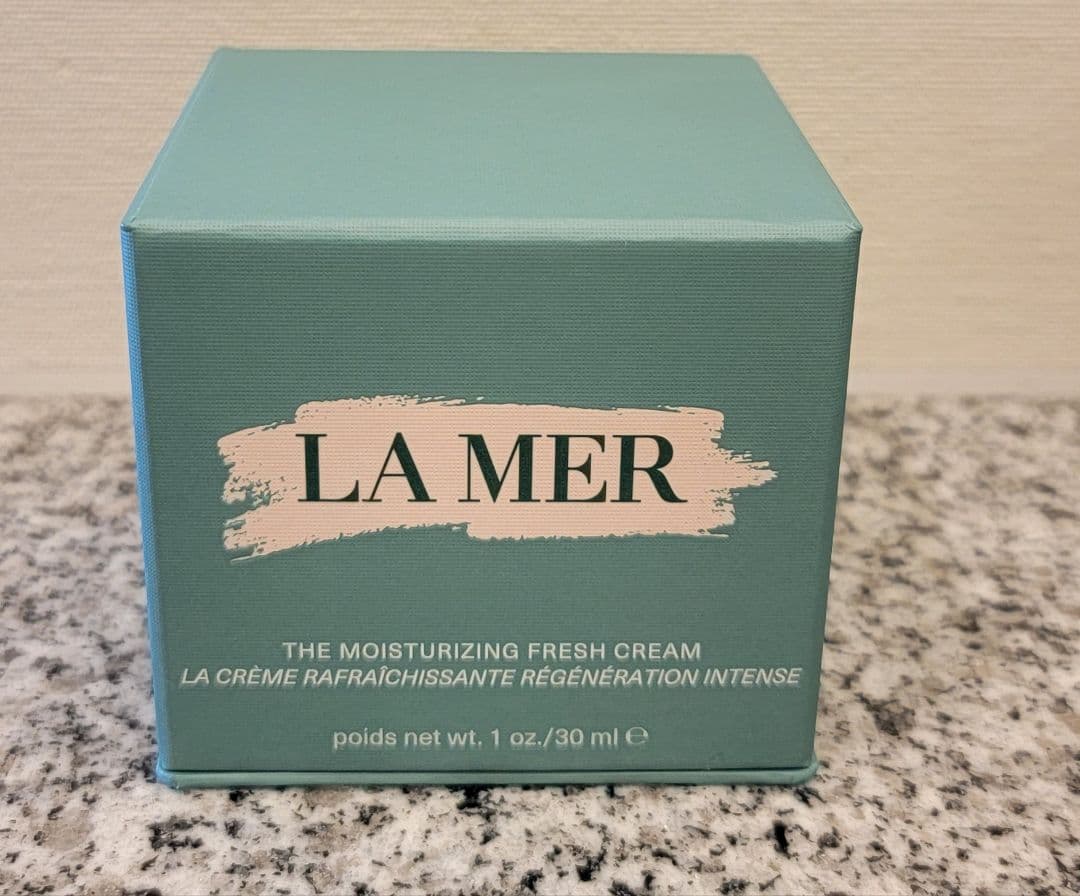 LA MER
THE MOISTURIZING FRESH CREAM
LA CRÈME RAFRAÎCHISSANTE RÉGÉNÉRATION INTENSE
poids net wt. 1 oz./30 ml ℮